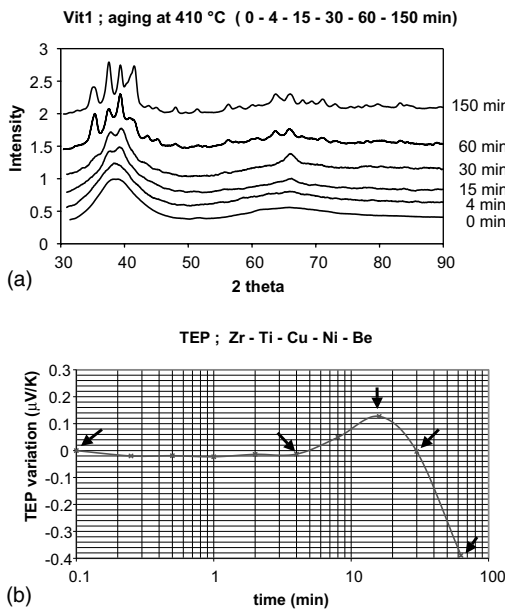 Vit1 ; aging at 410 °C ( 0 - 4 - 15 - 30 - 60 - 150 min)
Intensity
3
2.5
2
1.5
1
0.5
0
150 min
60 min
30 min
15 min
4 min
0 min
30 40 50 60 70 80 90
2 theta
(a)
TEP ; Zr - Ti - Cu - Ni - Be
TEP variation (μV/K)
0.3
0.2
0.1
0
-0.1
-0.2
-0.3
-0.4
0.1 1 10 100
time (min)
(b)